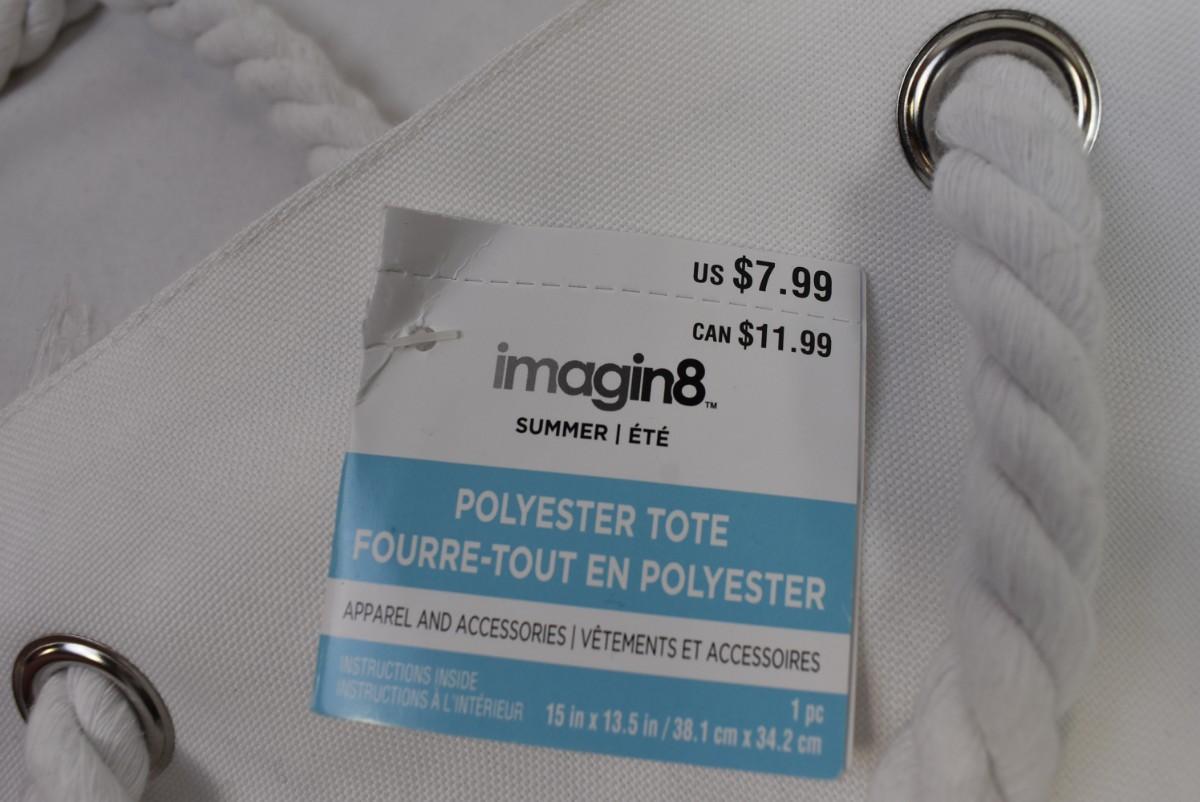 US $7.99
CAN $11.99
imagin8™
SUMMER | ÉTÉ
POLYESTER TOTE
FOURRE-TOUT EN POLYESTER
APPAREL AND ACCESSORIES | VÊTEMENTS ET ACCESSOIRES
INSTRUCTIONS INSIDE
INSTRUCTIONS À L'INTÉRIEUR
1 pc
15 in x 13.5 in / 38.1 cm x 34.2 cm